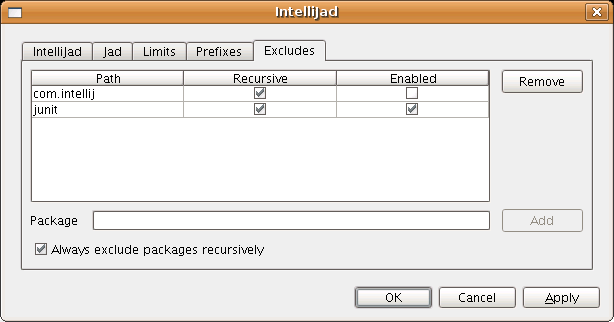 IntelliJad
IntelliJad Jad Limits Prefixes Excludes
Path Recursive Enabled
com.intellij
junit
Remove
Package
Add
Always exclude packages recursively
OK Cancel Apply